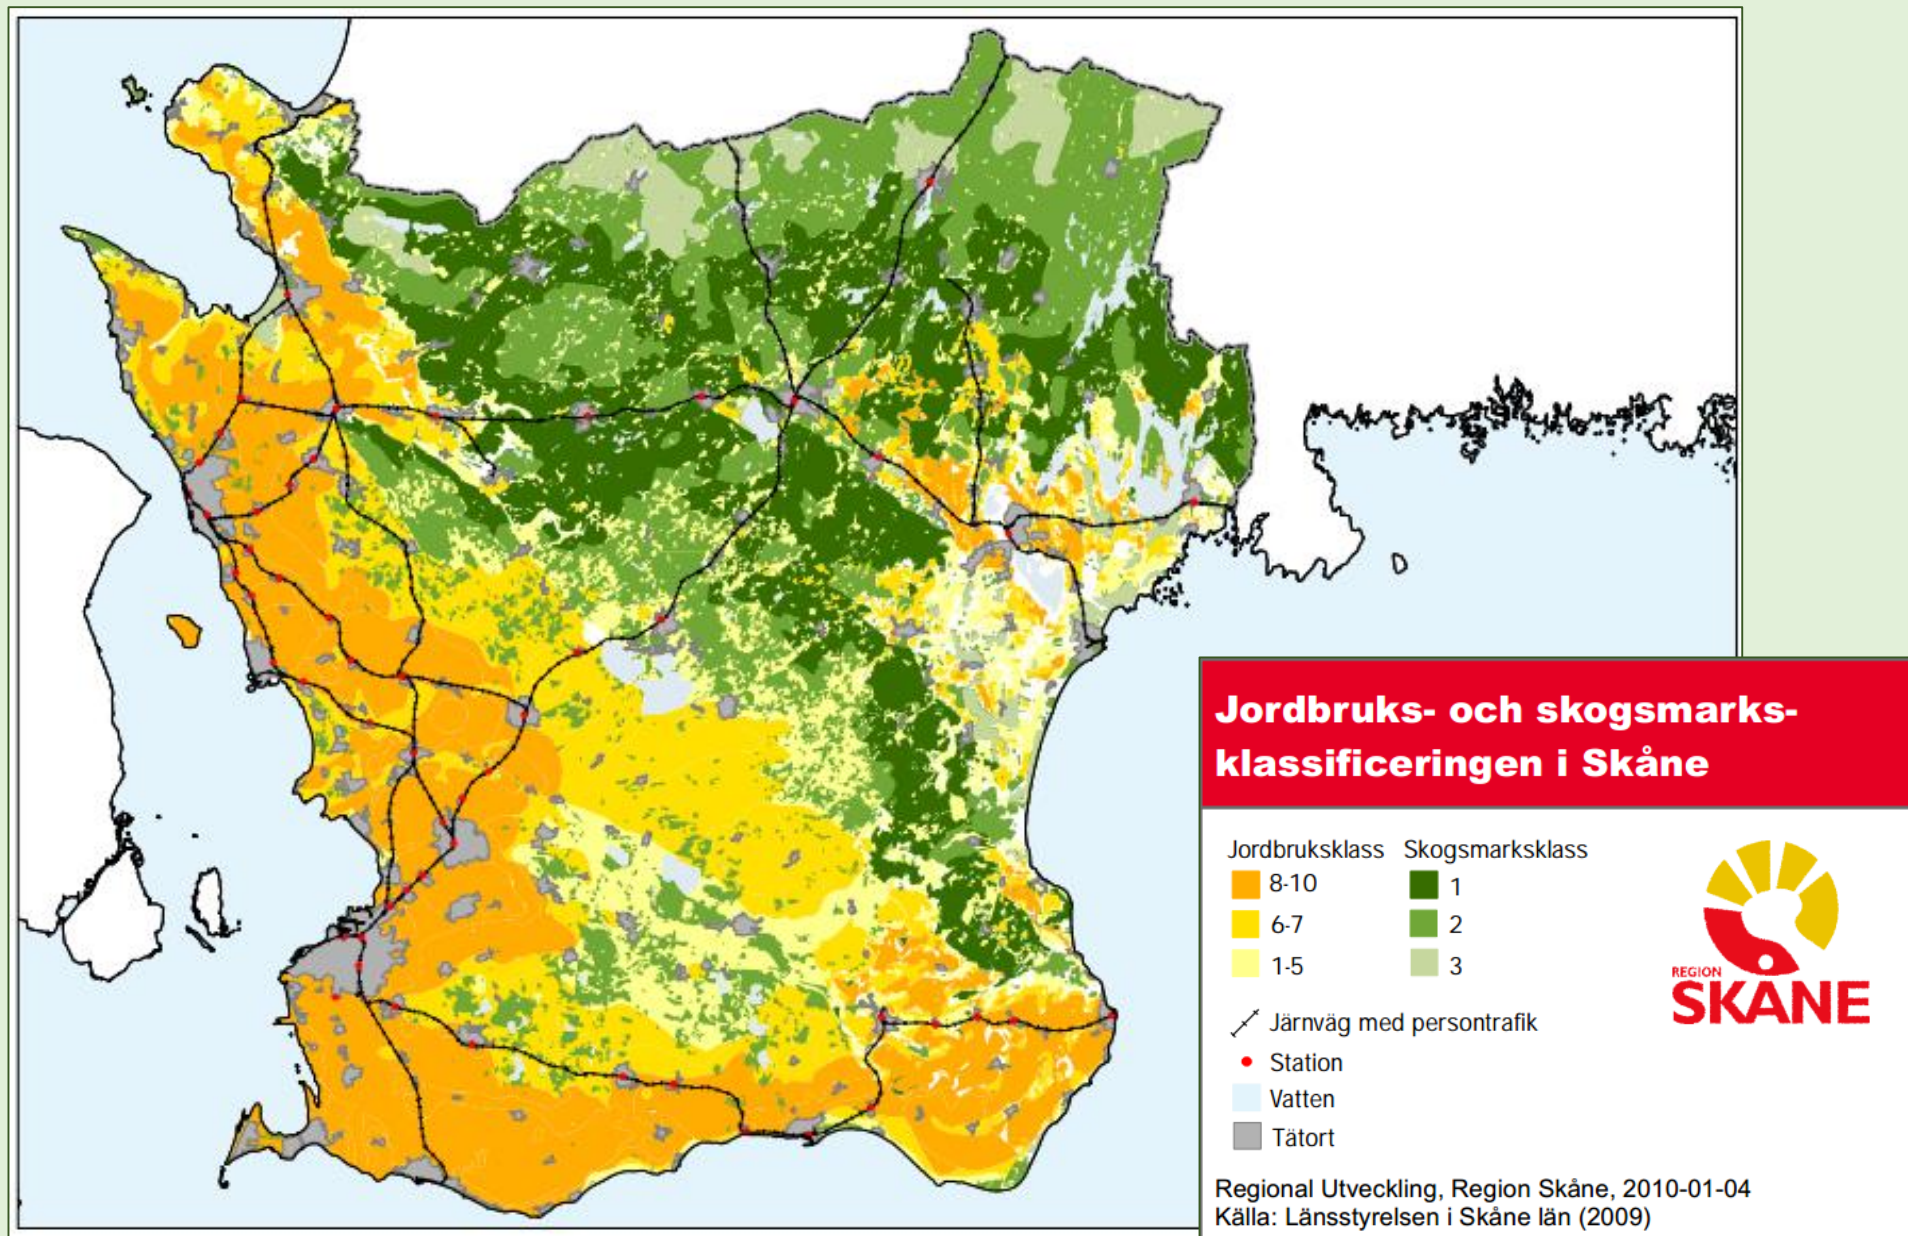 Jordbruks- och skogsmarks-
klassificeringen i Skåne
Jordbruksklass Skogsmarksklass
8-10 1
6-7 2
1-5 3
Järnväg med persontrafik
Station
Vatten
Tätort
REGION
SKÅNE
Regional Utveckling, Region Skåne, 2010-01-04
Källa: Länsstyrelsen i Skåne län (2009)